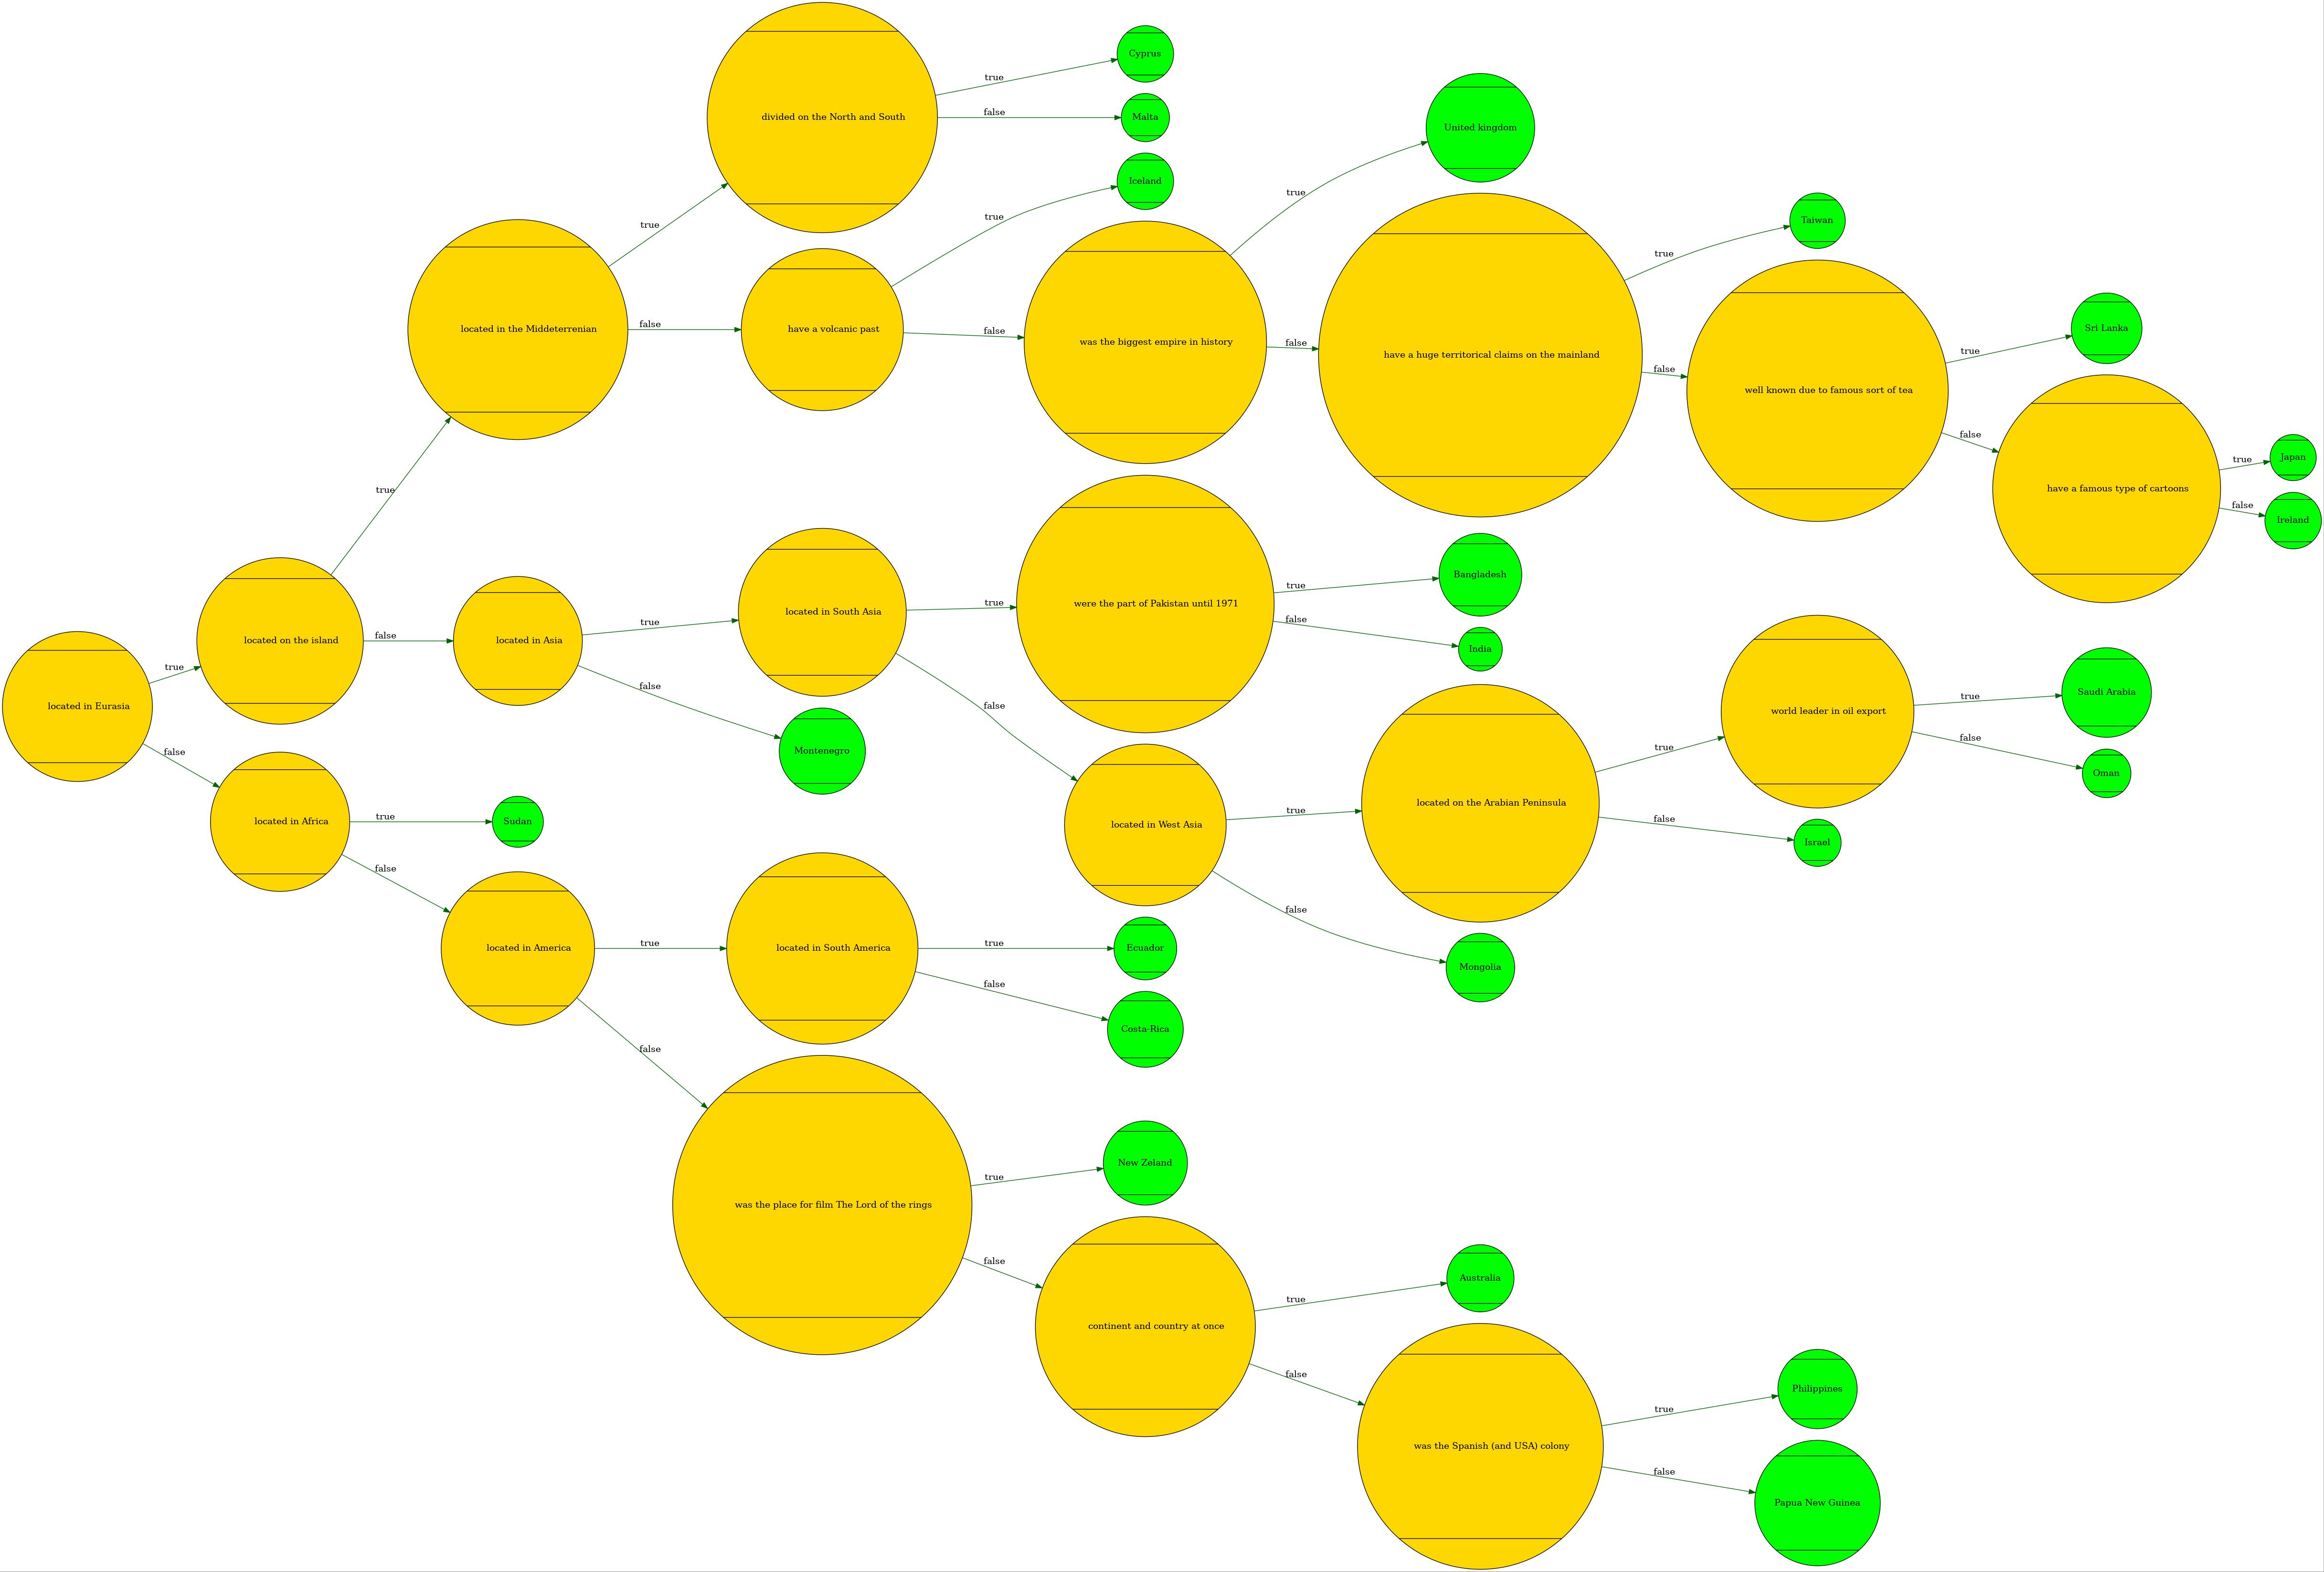 located in Eurasia
true
false
located on the island
true
false
located in Africa
true
false
located in the Middeterrenian
true
false
located in Asia
true
false
Sudan
located in America
true
false
divided on the North and South
true
false
have a volcanic past
true
false
located in South Asia
true
false
Montenegro
located in South America
true
false
was the place for film The Lord of the rings
true
false
Cyprus
Malta
Iceland
was the biggest empire in history
true
false
were the part of Pakistan until 1971
true
false
located in West Asia
true
false
Ecuador
Costa-Rica
New Zeland
continent and country at once
true
false
United kingdom
have a huge territorical claims on the mainland
true
false
Bangladesh
India
located on the Arabian Peninsula
true
false
Mongolia
Australia
was the Spanish (and USA) colony
true
false
Taiwan
well known due to famous sort of tea
true
false
world leader in oil export
true
false
Israel
Philippines
Papua New Guinea
Sri Lanka
have a famous type of cartoons
true
false
Saudi Arabia
Oman
Japan
Ireland